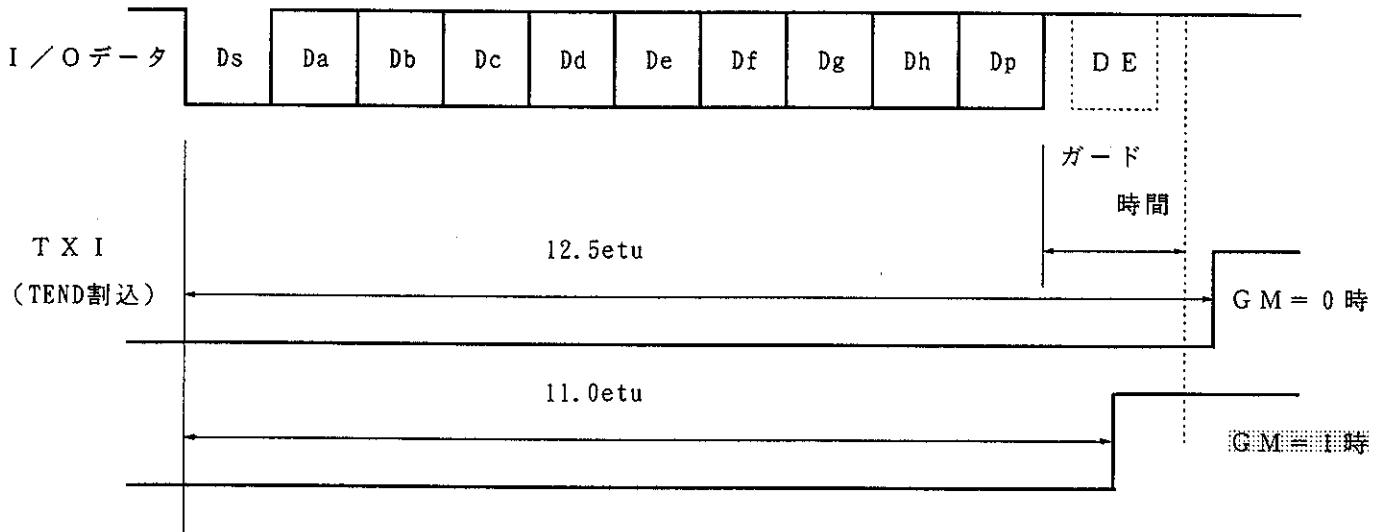 I/Oデータ Ds Da Db Dc Dd De Df Dg Dh Dp DE
ガード
時間
TXI
(TEND割込)
12.5etu
GM=0時
11.0etu
GM=1時